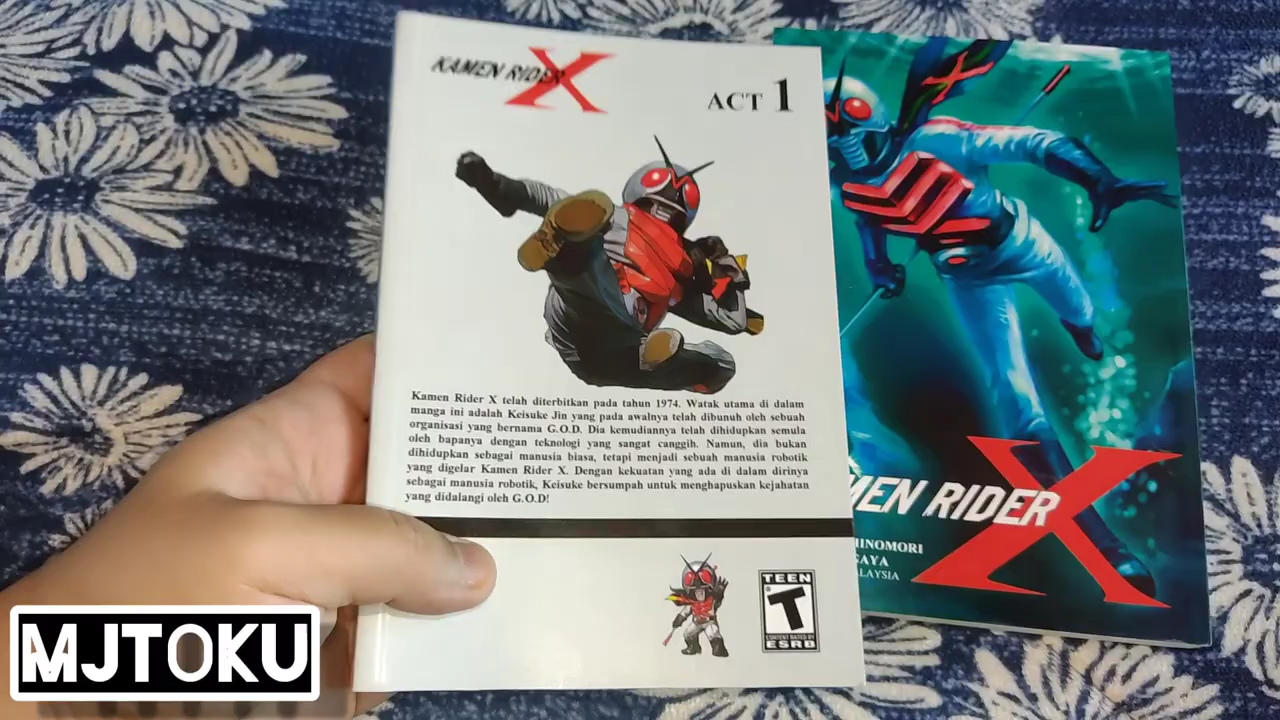 KAMEN RIDER X
ACT 1
Kamen Rider X telah diterbitkan pada tahun 1974. Watak utama di dalam
manga ini adalah Keisuke Jin yang pada awalnya telah dibunuh oleh sebuah
organisasi yang bernama G.O.D. Dia kemudiannya telah dihidupkan semula
oleh bapanya dengan teknologi yang sangat canggih. Namun, dia bukan
dihidupkan sebagai manusia biasa, tetapi menjadi sebuah manusia robotik
yang digelar Kamen Rider X. Dengan kekuatan yang ada di dalam dirinya
sebagai manusia robotik, Keisuke bersumpah untuk menghapuskan kejahatan
yang didalangi oleh G.O.D!
TEEN
T
CONTENT RATED BY
ESRB
MEN RIDER X
HINOMORI
GAYA
ALAYSIA
MJTOKU